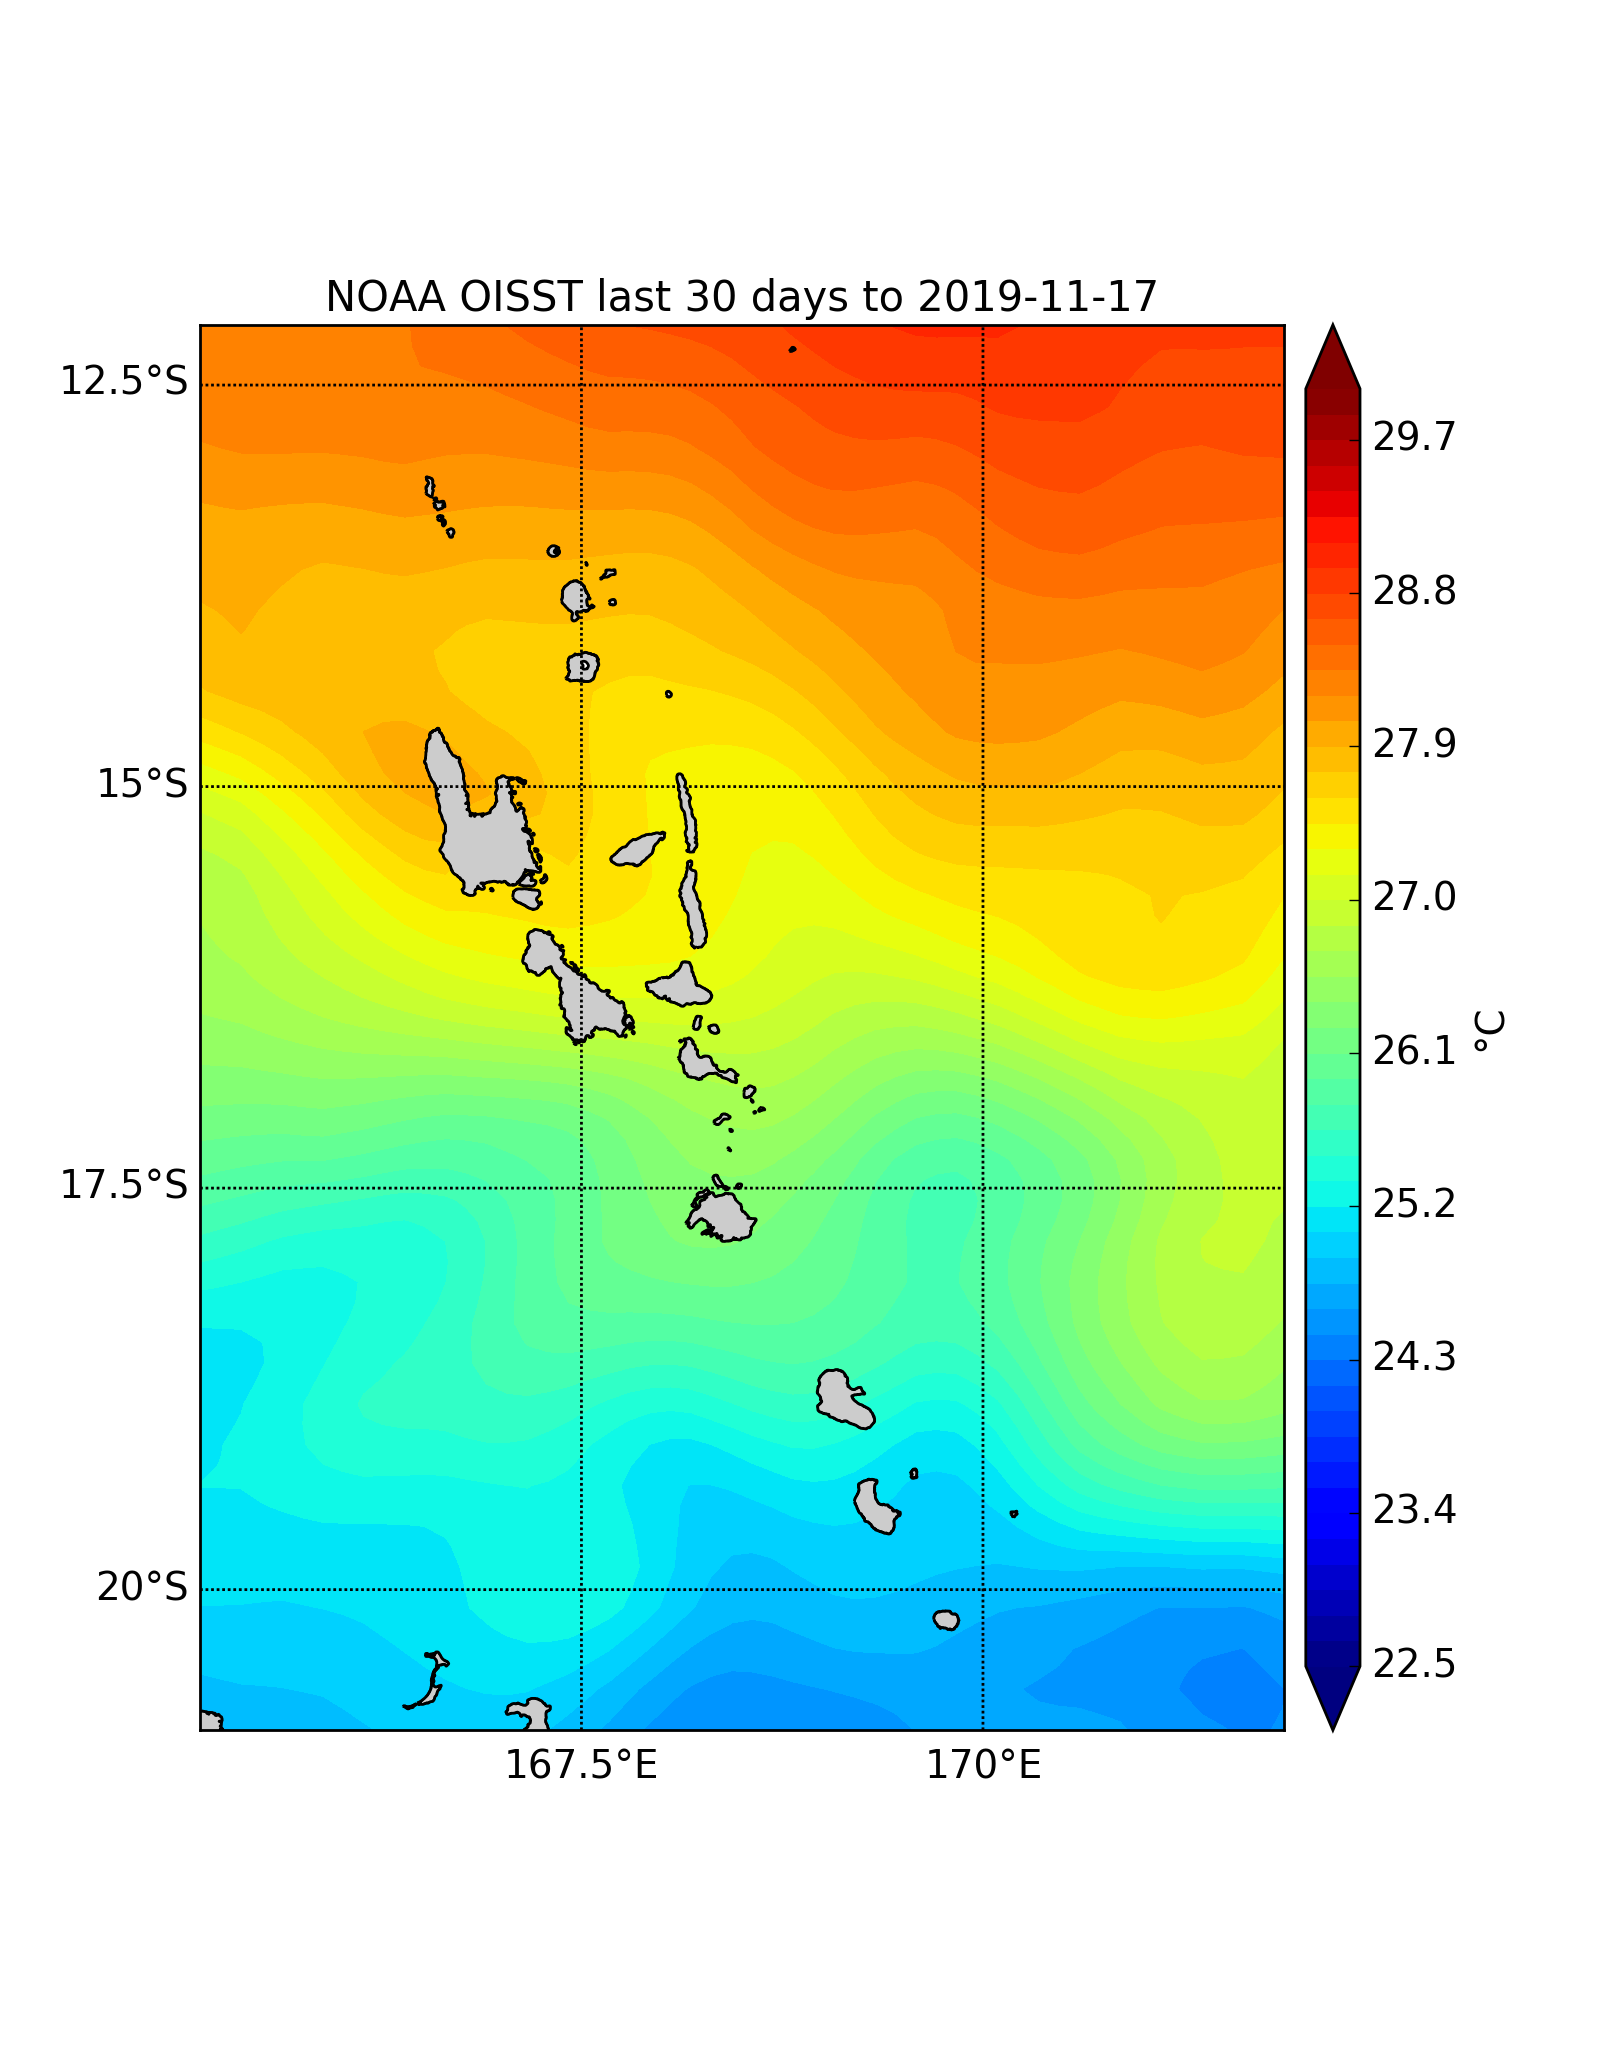 NOAA OISST last 30 days to 2019-11-17
12.5°S
15°S
17.5°S
20°S
167.5°E
170°E
29.7
28.8
27.9
27.0
26.1
25.2
24.3
23.4
22.5
°C